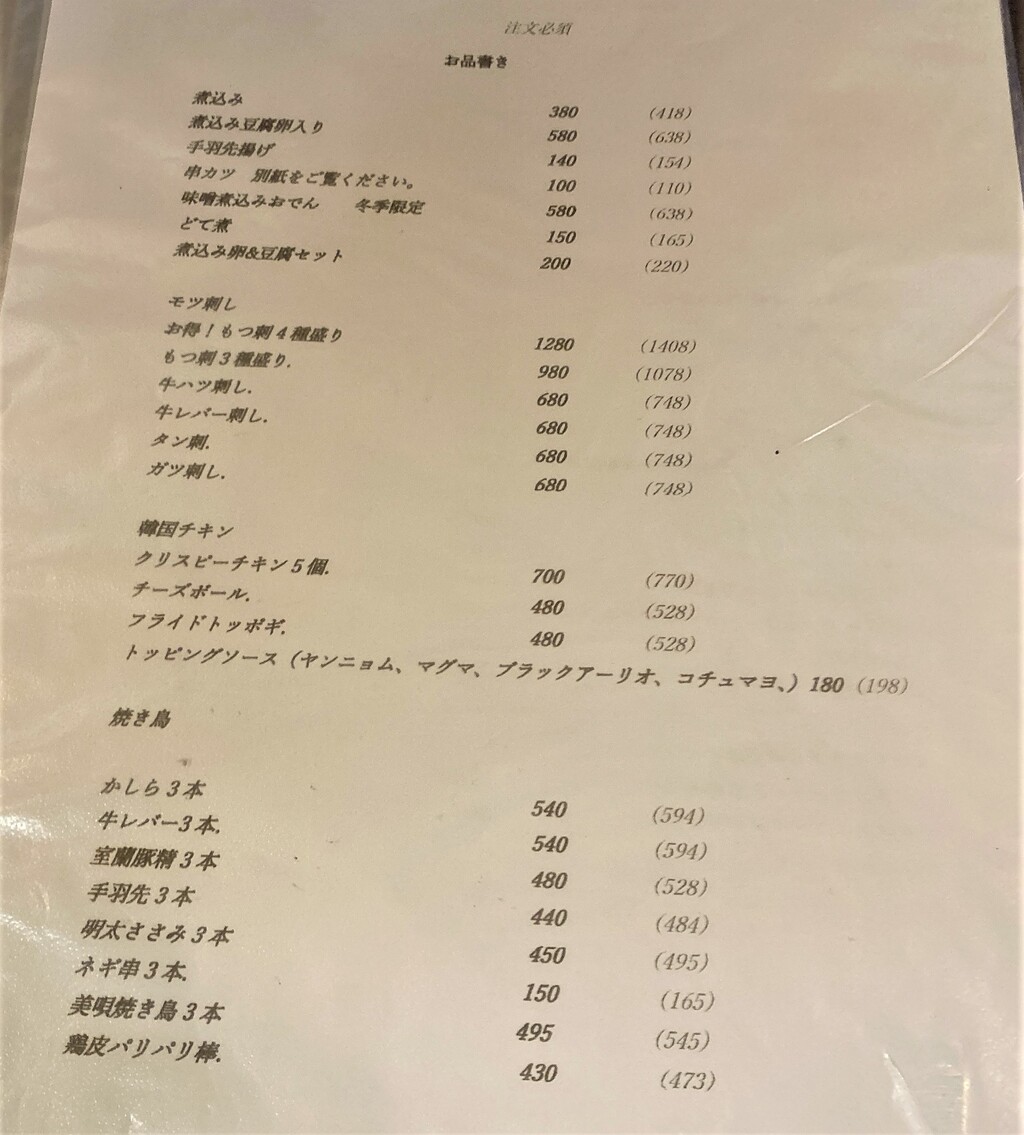 注文必須
お品書き
煮込み 380 (418)
煮込み豆腐卵入り 580 (638)
手羽先揚げ 140 (154)
串カツ 別紙をご覧ください。 100 (110)
味噌煮込みおでん 冬季限定 580 (638)
どて煮 150 (165)
煮込み卵&豆腐セット 200 (220)
モツ刺し
お得！もつ刺４種盛り 1280 (1408)
もつ刺３種盛り. 980 (1078)
牛ハツ刺し. 680 (748)
牛レバー刺し. 680 (748)
タン刺. 680 (748)
ガツ刺し. 680 (748)
韓国チキン
クリスピーチキン５個. 700 (770)
チーズボール. 480 (528)
フライドトッポギ. 480 (528)
トッピングソース（ヤンニョム、マグマ、ブラックアーリオ、コチュマヨ、）180 (198)
焼き鳥
かしら３本 540 (594)
牛レバー3本. 540 (594)
室蘭豚精３本 480 (528)
手羽先３本 440 (484)
明太ささみ３本 450 (495)
ネギ串３本. 150 (165)
美唄焼き鳥３本 495 (545)
鶏皮パリパリ棒. 430 (473)